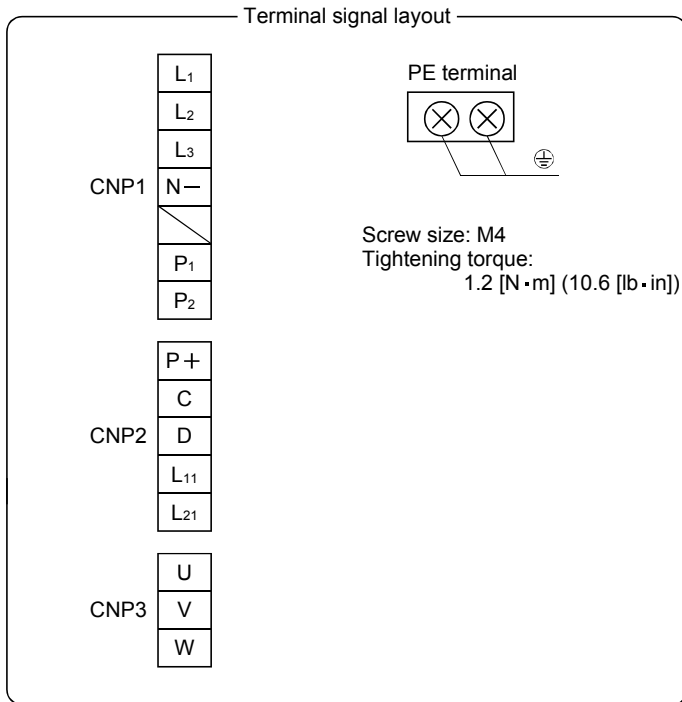 Terminal signal layout
L1
L2
L3
CNP1 N−
P1
P2
PE terminal
Screw size: M4
Tightening torque:
1.2 [N・m] (10.6 [lb・in])
P+
C
CNP2 D
L11
L21
U
CNP3 V
W